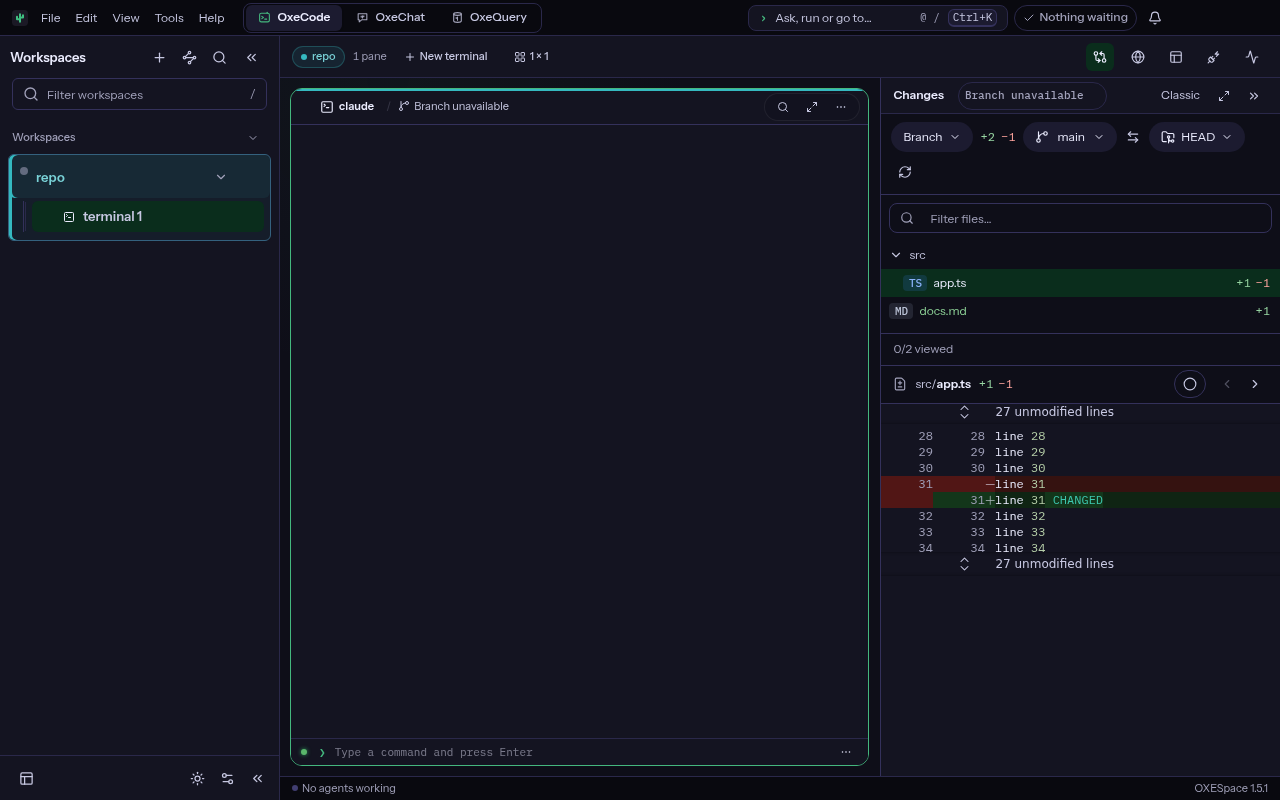 File Edit View Tools Help OxeCode OxeChat OxeQuery Ask, run or go to... @ / Ctrl+K Nothing waiting
Workspaces
Filter workspaces /
Workspaces
repo
terminal 1
repo 1 pane New terminal 1×1
claude / Branch unavailable
❯ Type a command and press Enter
Changes Branch unavailable Classic
Branch +2 −1 main HEAD
Filter files...
src
TS app.ts +1 −1
MD docs.md +1
0/2 viewed
src/app.ts +1 −1
27 unmodified lines
28 28 line 28
29 29 line 29
30 30 line 30
31 −line 31
31+line 31 CHANGED
32 32 line 32
33 33 line 33
34 34 line 34
27 unmodified lines
No agents working
OXESpace 1.5.1